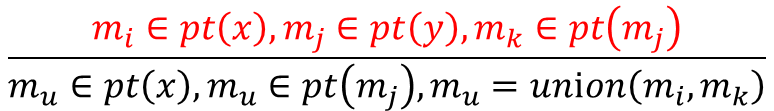 m_i ∈ pt(x), m_j ∈ pt(y), m_k ∈ pt(m_j)
m_u ∈ pt(x), m_u ∈ pt(m_j), m_u = union(m_i, m_k)